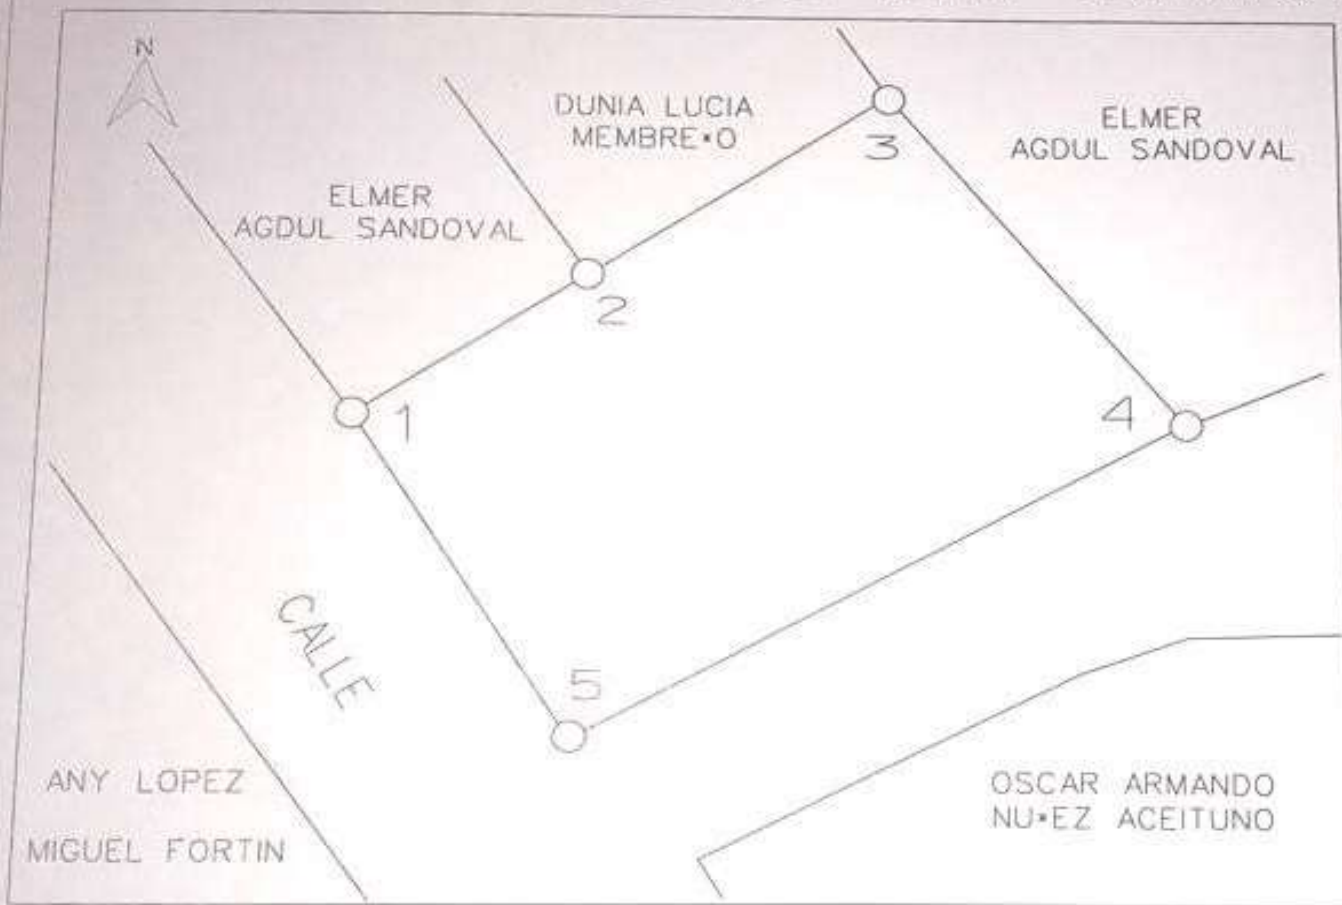 N
DUNIA LUCIA
MEMBRE▪O
ELMER
AGDUL SANDOVAL
3
ELMER
AGDUL SANDOVAL
2
1
4
CALLE
5
ANY LOPEZ
MIGUEL FORTIN
OSCAR ARMANDO
NU▪EZ ACEITUNO